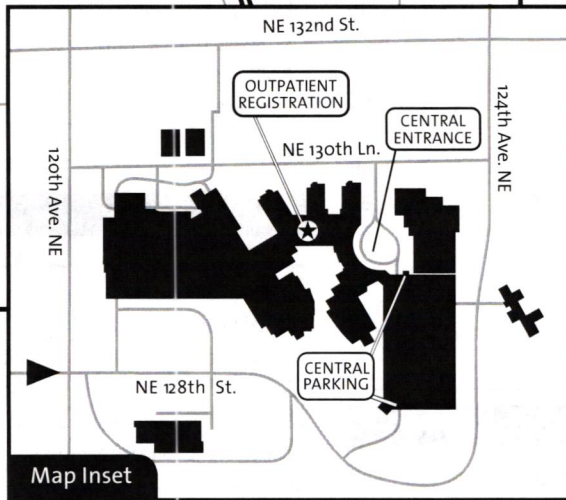 NE 132nd St.
OUTPATIENT
REGISTRATION
CENTRAL
ENTRANCE
124th Ave. NE
NE 130th Ln.
120th Ave. NE
CENTRAL
PARKING
NE 128th St.
Map Inset